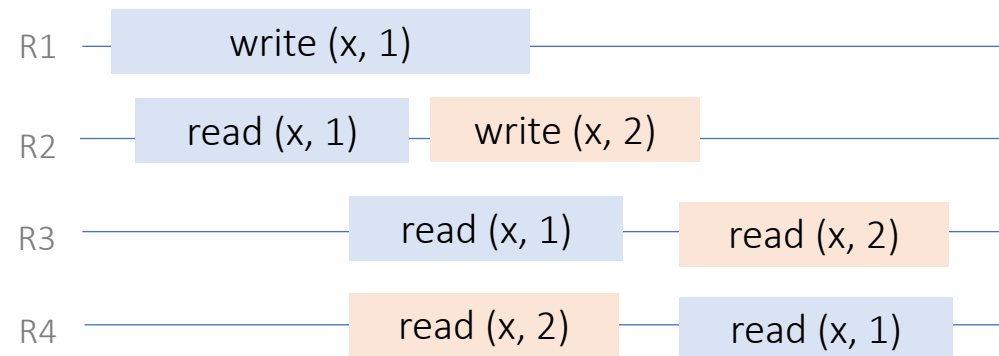 R1 write (x, 1)
R2 read (x, 1) write (x, 2)
R3 read (x, 1) read (x, 2)
R4 read (x, 2) read (x, 1)